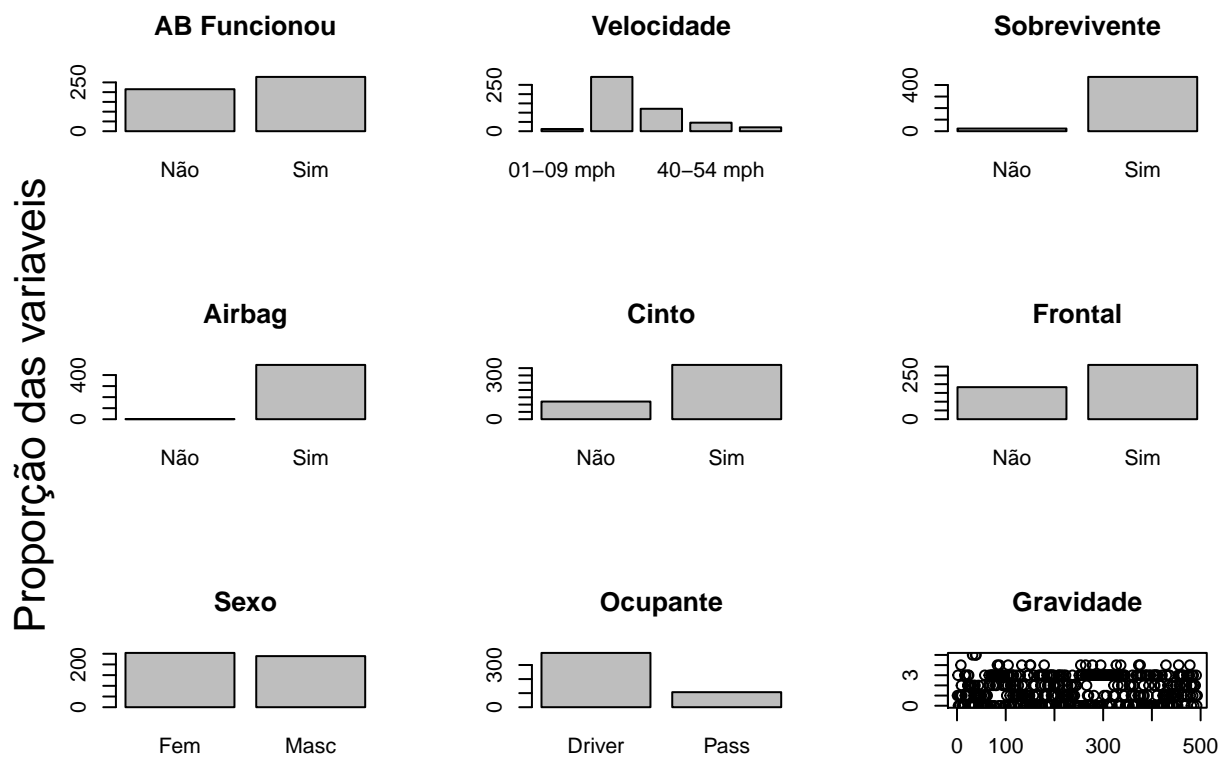 Proporção das variaveis
AB Funcionou
250
0
Não Sim
Velocidade
250
0
01−09 mph 40−54 mph
Sobrevivente
400
0
Não Sim
Airbag
400
0
Não Sim
Cinto
300
0
Não Sim
Frontal
250
0
Não Sim
Sexo
200
0
Fem Masc
Ocupante
300
0
Driver Pass
Gravidade
3
0
0 100 300 500